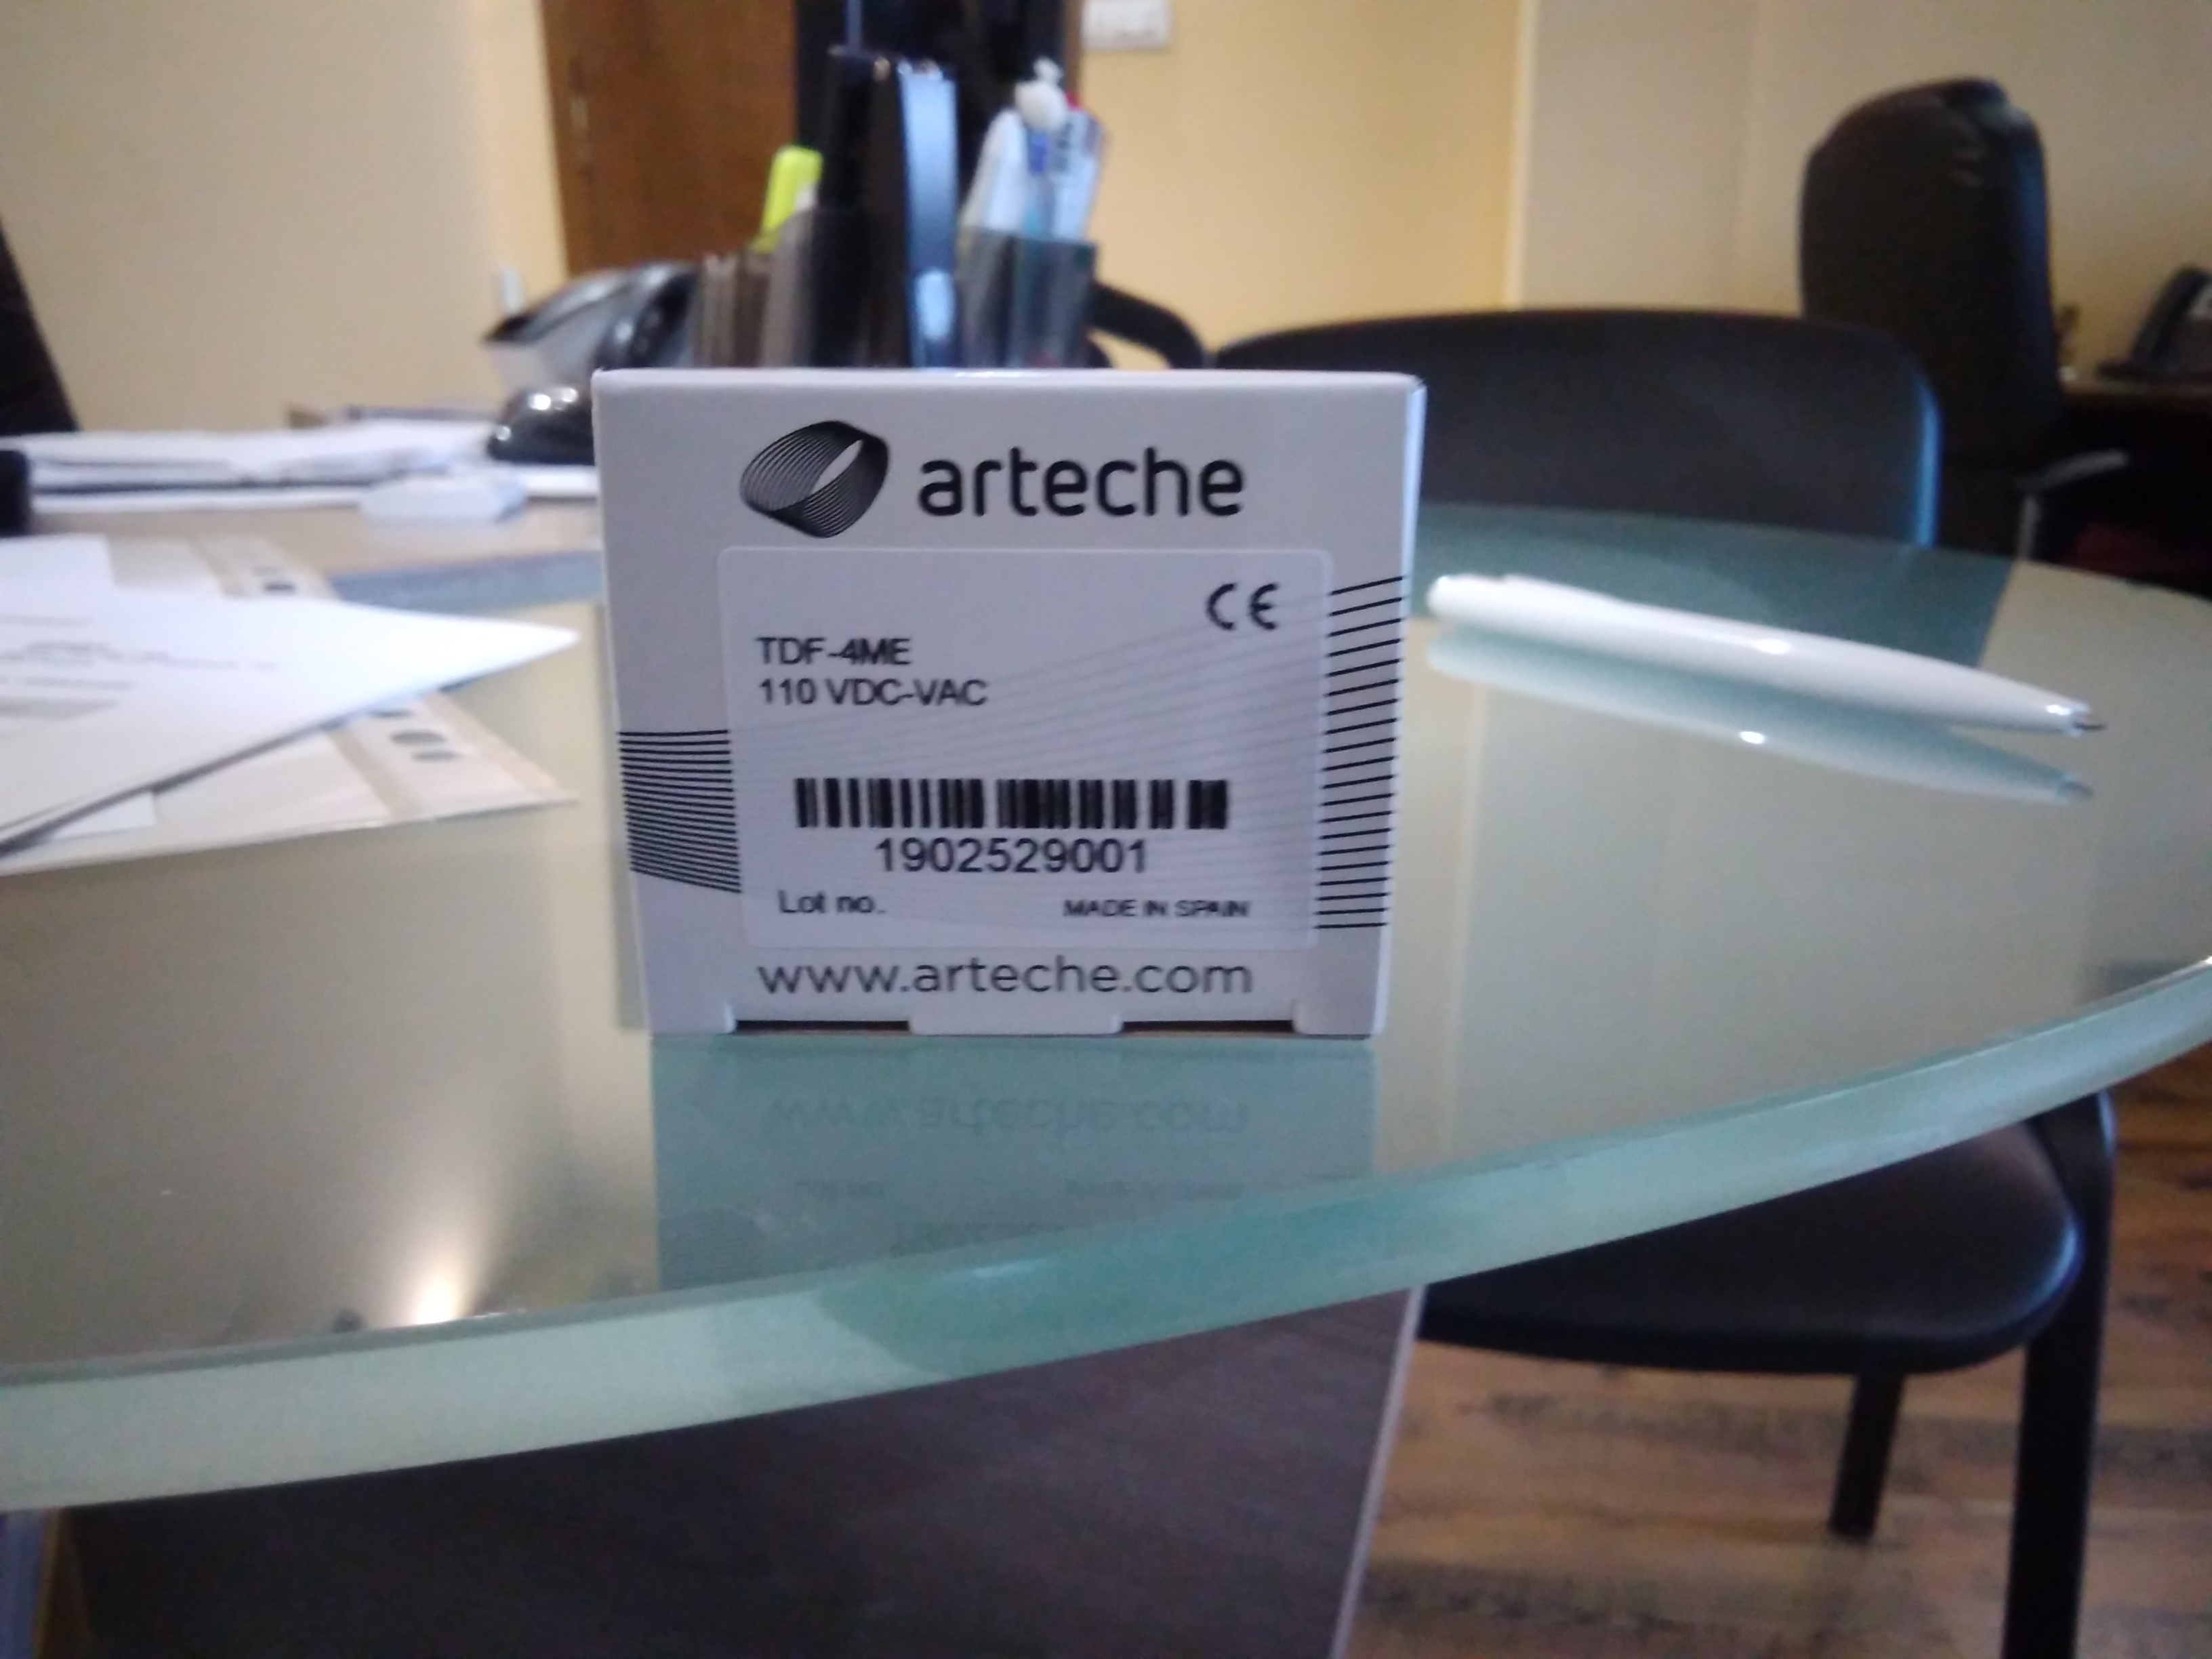 arteche
CE
TDF-4ME
110 VDC-VAC
1902529001
Lot no.
MADE IN SPAIN
www.arteche.com